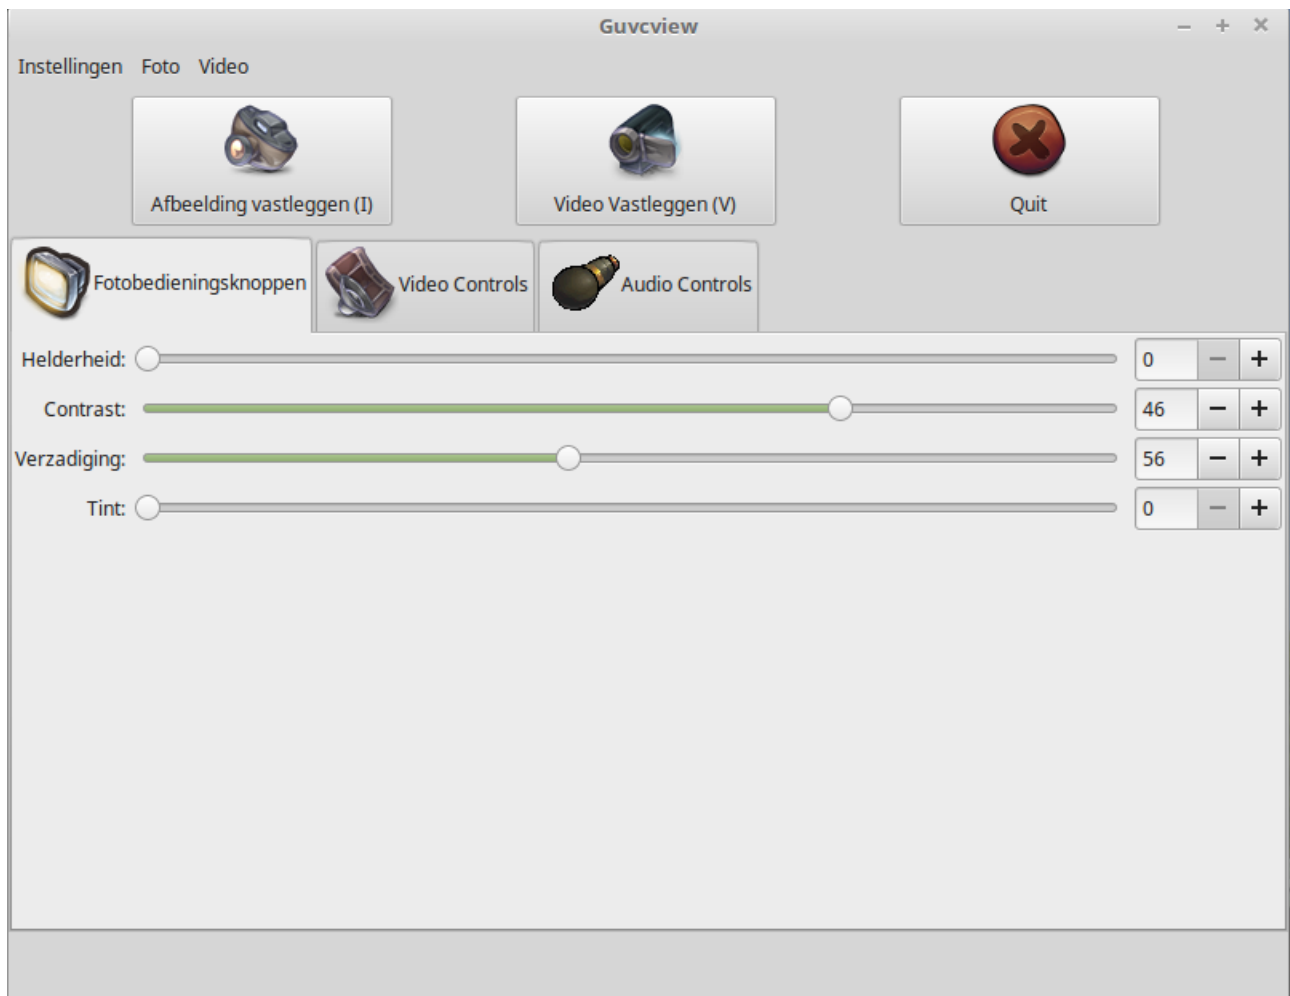 Guvcview
Instellingen Foto Video
Afbeelding vastleggen (I) Video Vastleggen (V) Quit
Fotobedieningsknoppen Video Controls Audio Controls
Helderheid: 0
Contrast: 46
Verzadiging: 56
Tint: 0